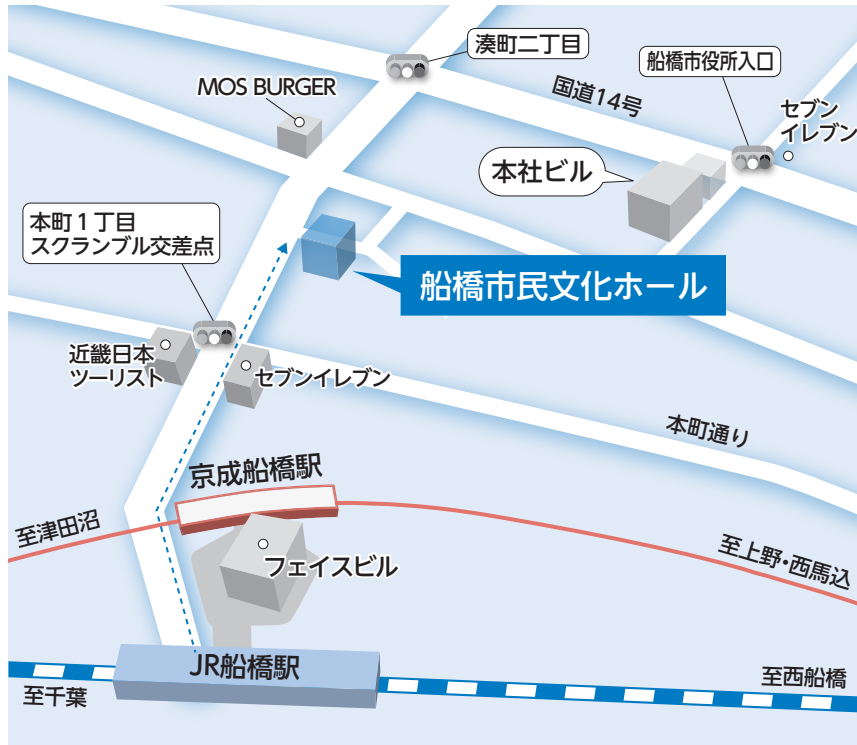 湊町二丁目
船橋市役所入口
MOS BURGER
国道14号
セブン
イレブン
本社ビル
本町1丁目
スクランブル交差点
船橋市民文化ホール
近畿日本
ツーリスト
セブンイレブン
本町通り
京成船橋駅
至津田沼
フェイスビル
至上野・西馬込
JR船橋駅
至千葉
至西船橋